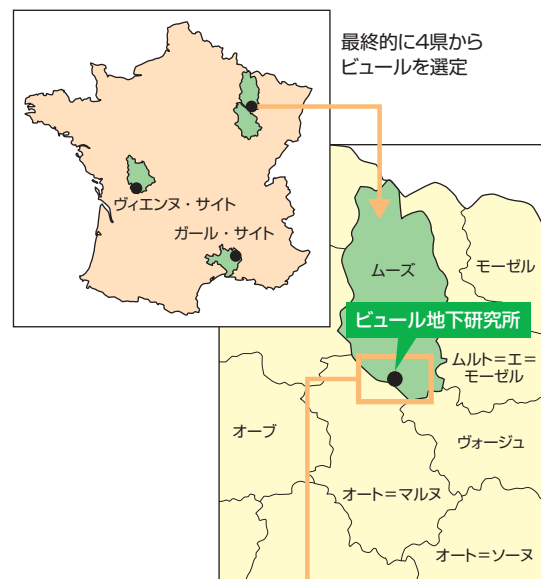 最終的に4県から
ビュールを選定
ヴィエンヌ・サイト
ガール・サイト
ムーズ
モーゼル
ビュール地下研究所
ムルト＝エ＝
モーゼル
オーブ
ヴォージュ
オート＝マルヌ
オート＝ソーヌ